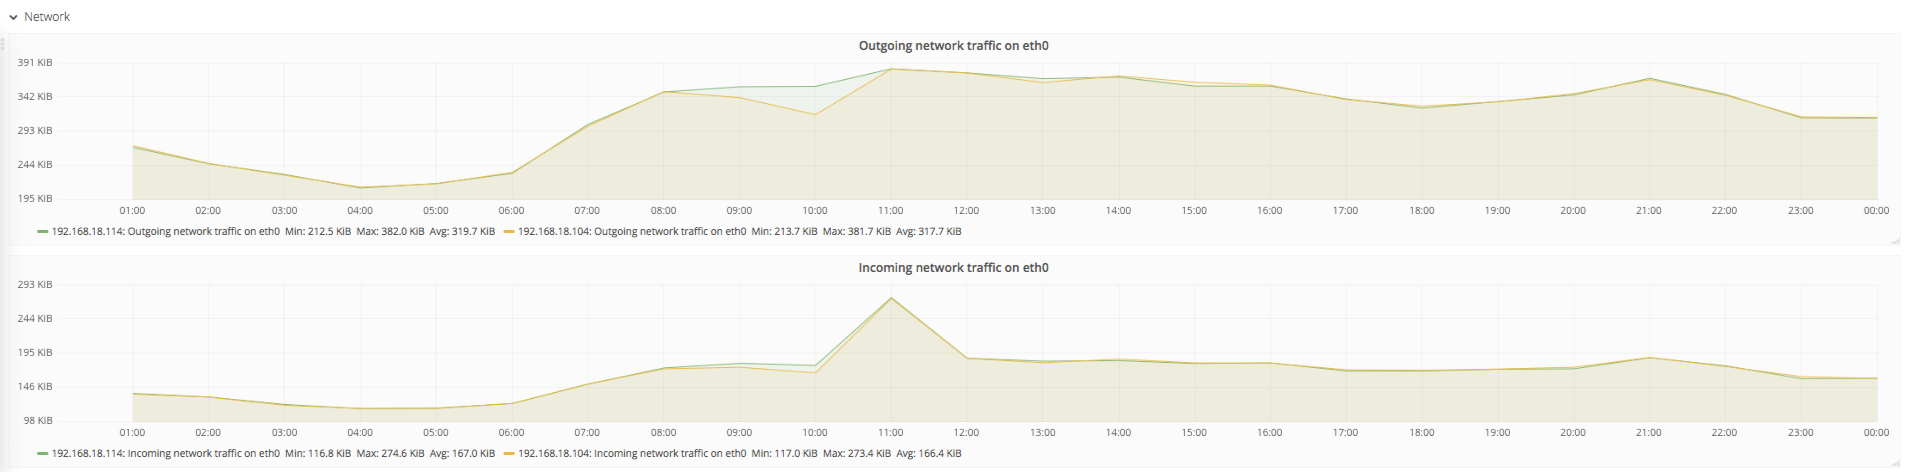 Network
Outgoing network traffic on eth0
391 KiB
342 KiB
293 KiB
244 KiB
195 KiB
01:00 02:00 03:00 04:00 05:00 06:00 07:00 08:00 09:00 10:00 11:00 12:00 13:00 14:00 15:00 16:00 17:00 18:00 19:00 20:00 21:00 22:00 23:00 00:00
192.168.18.114: Outgoing network traffic on eth0 Min: 212.5 KiB Max: 382.0 KiB Avg: 319.7 KiB 192.168.18.104: Outgoing network traffic on eth0 Min: 213.7 KiB Max: 381.7 KiB Avg: 317.7 KiB
Incoming network traffic on eth0
293 KiB
244 KiB
195 KiB
146 KiB
98 KiB
01:00 02:00 03:00 04:00 05:00 06:00 07:00 08:00 09:00 10:00 11:00 12:00 13:00 14:00 15:00 16:00 17:00 18:00 19:00 20:00 21:00 22:00 23:00 00:00
192.168.18.114: Incoming network traffic on eth0 Min: 116.8 KiB Max: 274.6 KiB Avg: 167.0 KiB 192.168.18.104: Incoming network traffic on eth0 Min: 117.0 KiB Max: 273.4 KiB Avg: 166.4 KiB